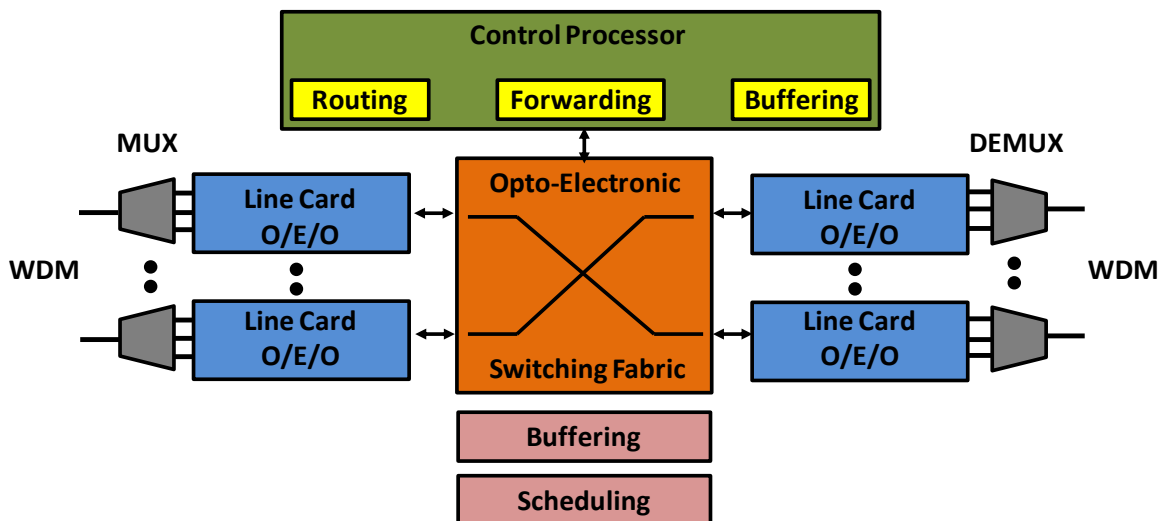 Control Processor
Routing
Forwarding
Buffering
MUX
DEMUX
Opto-Electronic
Line Card
O/E/O
Line Card
O/E/O
WDM
WDM
Line Card
O/E/O
Line Card
O/E/O
Switching Fabric
Buffering
Scheduling